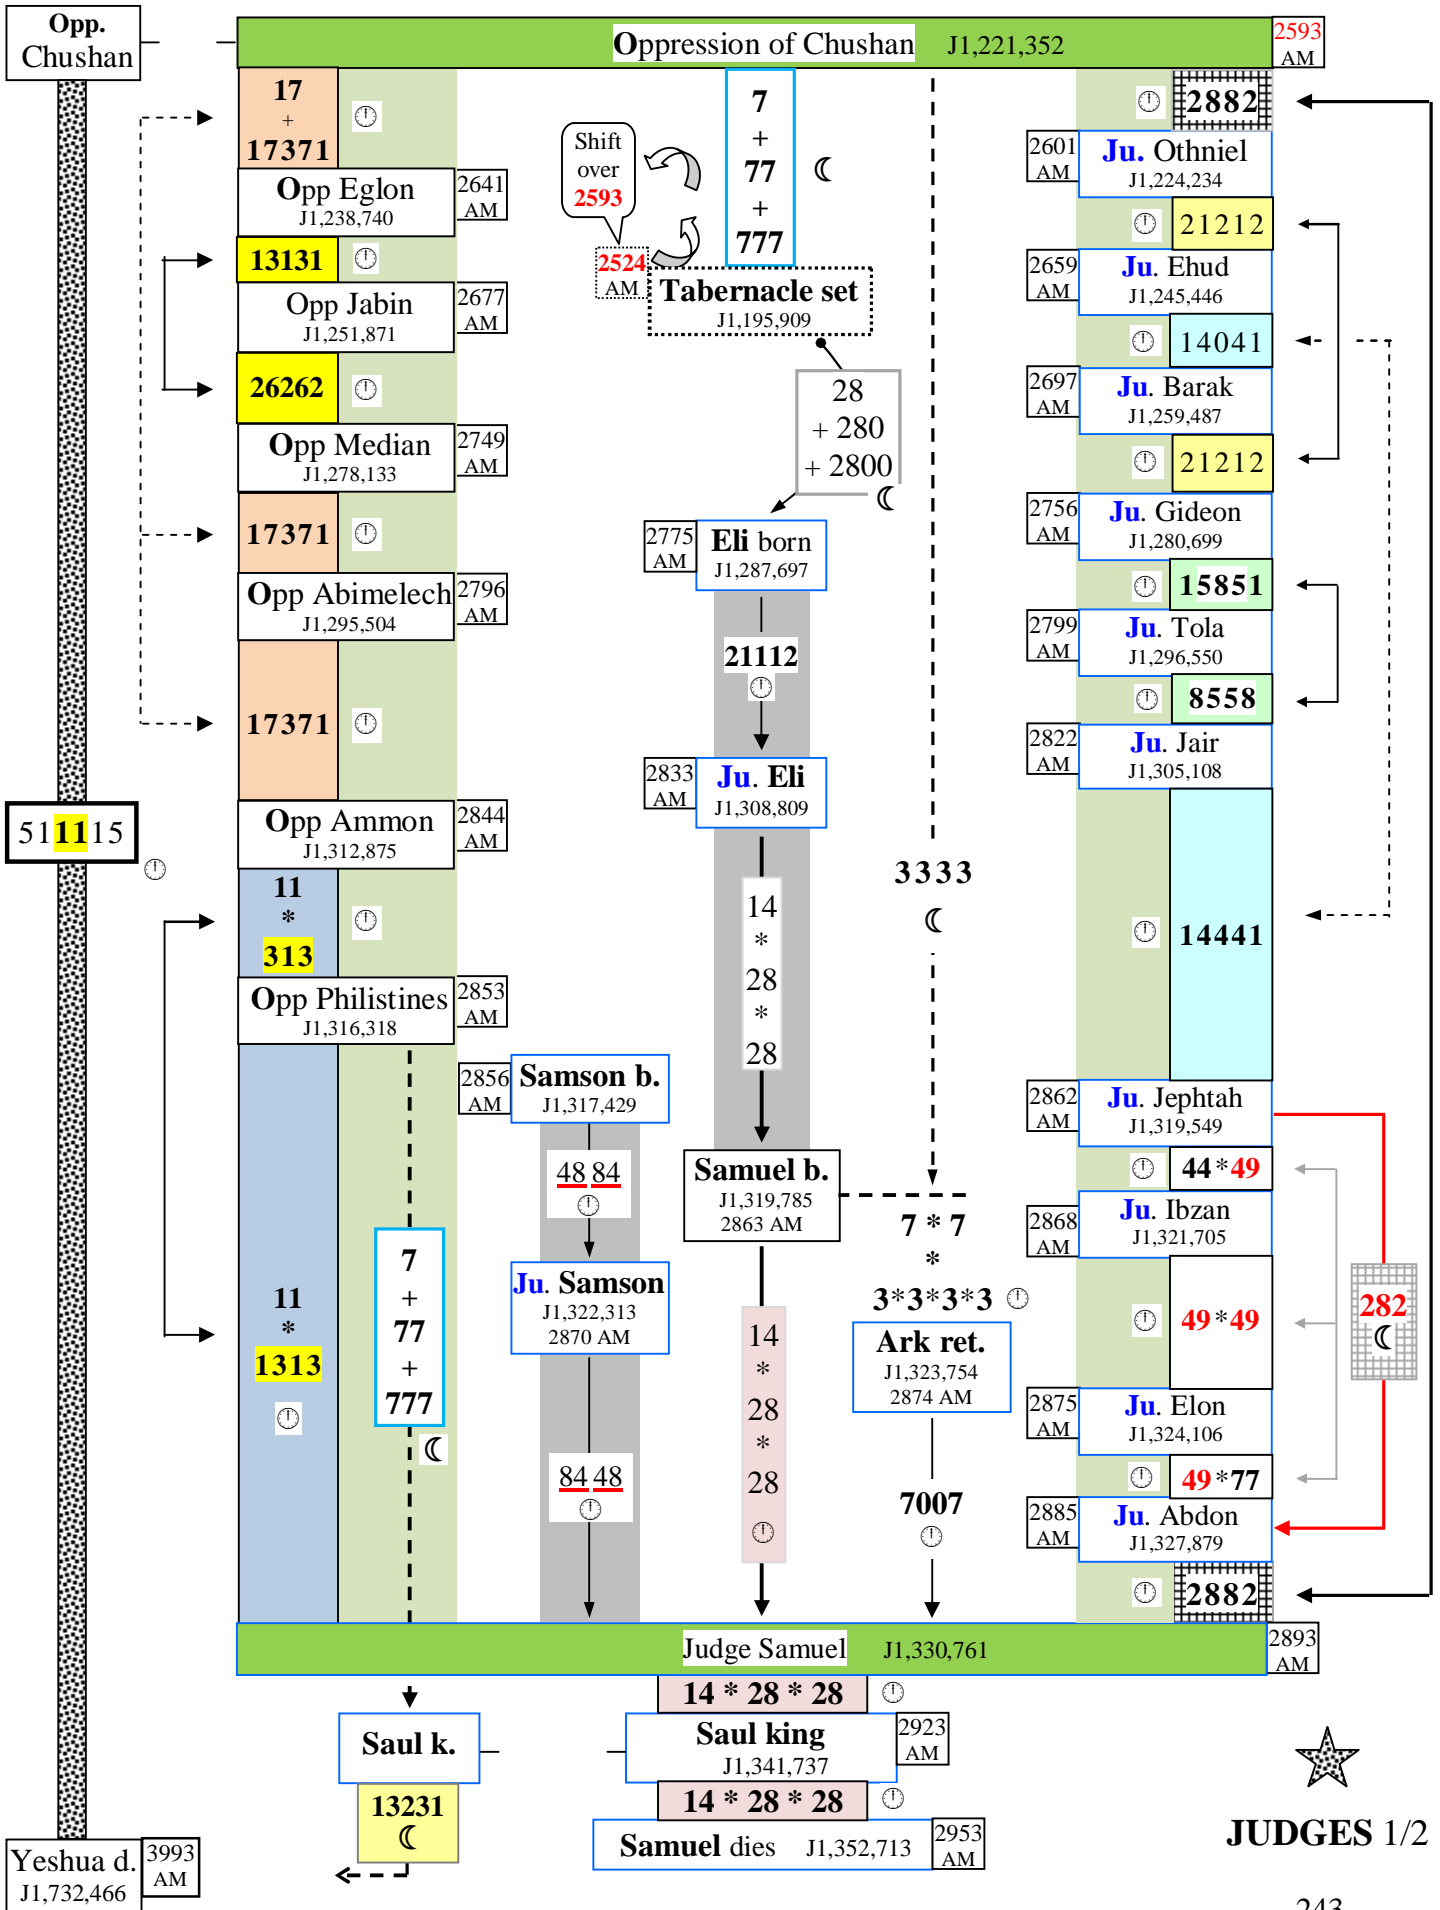 Opp.
Chushan
Oppression of Chushan J1,221,352
2593
AM
17
+
17371
Opp Eglon
J1,238,740
2641
AM
13131
Opp Jabin
J1,251,871
2677
AM
26262
Opp Median
J1,278,133
2749
AM
17371
Opp Abimelech
J1,295,504
2796
AM
17371
Opp Ammon
J1,312,875
2844
AM
511115
11
*
313
Opp Philistines
J1,316,318
2853
AM
11
*
1313
7
+
77
+
777
Shift
over
2593
2524
AM
7
+
77
+
777
Tabernacle set
J1,195,909
28
+ 280
+ 2800
2775
AM
Eli born
J1,287,697
21112
2833
AM
Ju. Eli
J1,308,809
14
*
28
*
28
3333
2856
AM
Samson b.
J1,317,429
48 84
Ju. Samson
J1,322,313
2870 AM
84 48
Samuel b.
J1,319,785
2863 AM
14
*
28
*
28
7 * 7
*
3*3*3*3
Ark ret.
J1,323,754
2874 AM
7007
2882
2601
AM
Ju. Othniel
J1,224,234
21212
2659
AM
Ju. Ehud
J1,245,446
14041
2697
AM
Ju. Barak
J1,259,487
21212
2756
AM
Ju. Gideon
J1,280,699
15851
2799
AM
Ju. Tola
J1,296,550
8558
2822
AM
Ju. Jair
J1,305,108
14441
2862
AM
Ju. Jephtah
J1,319,549
44*49
2868
AM
Ju. Ibzan
J1,321,705
49*49
282
2875
AM
Ju. Elon
J1,324,106
49*77
2885
AM
Ju. Abdon
J1,327,879
2882
Judge Samuel J1,330,761
2893
AM
14 * 28 * 28
Saul k.
Saul king
J1,341,737
2923
AM
13231
14 * 28 * 28
Samuel dies J1,352,713
2953
AM
Yeshua d.
J1,732,466
3993
AM
JUDGES 1/2
243